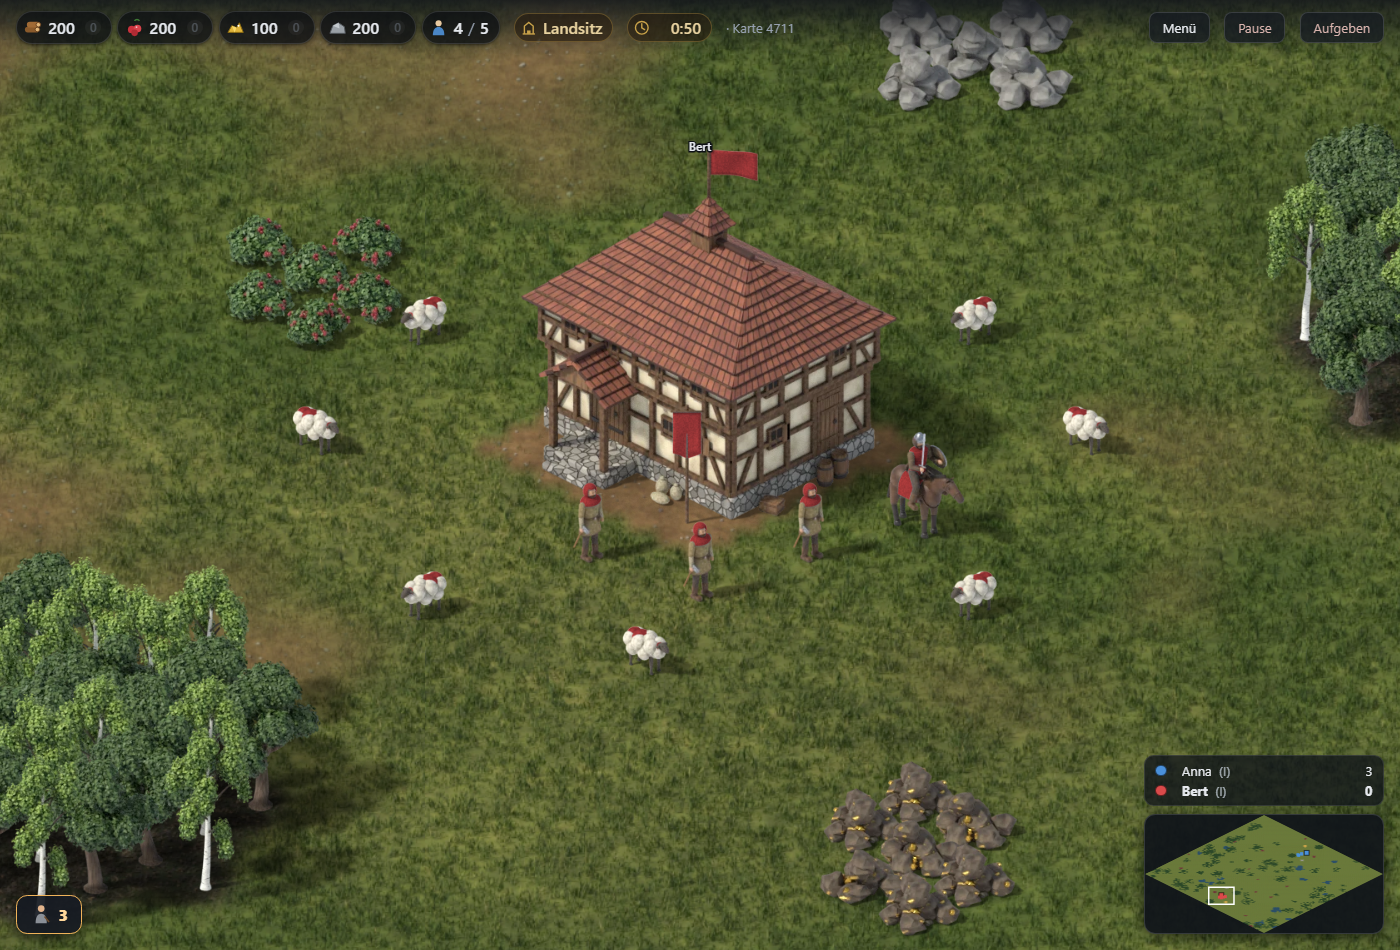 200 0 200 0 100 0 200 0 4 / 5 Landsitz 0:50 · Karte 4711 Menü Pause Aufgeben
Bert
Anna (I) 3
Bert (I) 0
3